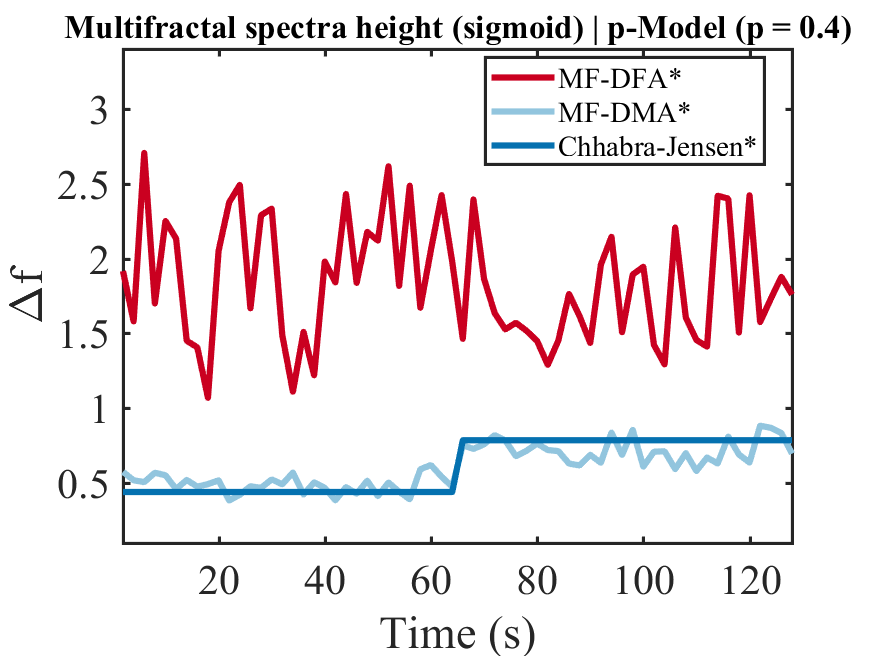 Multifractal spectra height (sigmoid) | p-Model (p = 0.4)
MF-DFA*
MF-DMA*
Chhabra-Jensen*
3
2.5
2
1.5
1
0.5
Δf
20 40 60 80 100 120
Time (s)